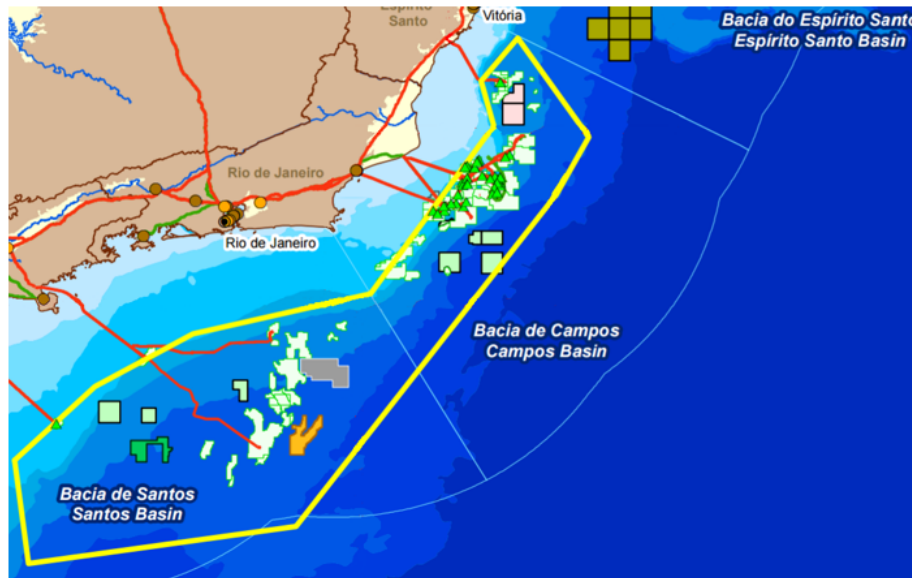 Espírito
Santo
Vitória
Bacia do Espírito Santo
Espírito Santo Basin
Rio de Janeiro
Rio de Janeiro
Bacia de Campos
Campos Basin
Bacia de Santos
Santos Basin